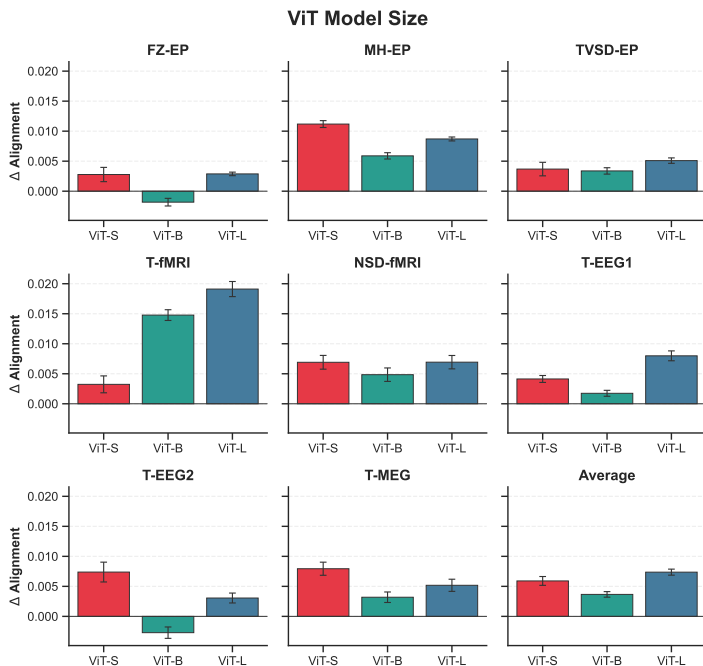 ViT Model Size
FZ-EP
MH-EP
TVSD-EP
Δ Alignment
0.020
0.015
0.010
0.005
0.000
ViT-S ViT-B ViT-L
ViT-S ViT-B ViT-L
ViT-S ViT-B ViT-L
T-fMRI
NSD-fMRI
T-EEG1
Δ Alignment
0.020
0.015
0.010
0.005
0.000
ViT-S ViT-B ViT-L
ViT-S ViT-B ViT-L
ViT-S ViT-B ViT-L
T-EEG2
T-MEG
Average
Δ Alignment
0.020
0.015
0.010
0.005
0.000
ViT-S ViT-B ViT-L
ViT-S ViT-B ViT-L
ViT-S ViT-B ViT-L